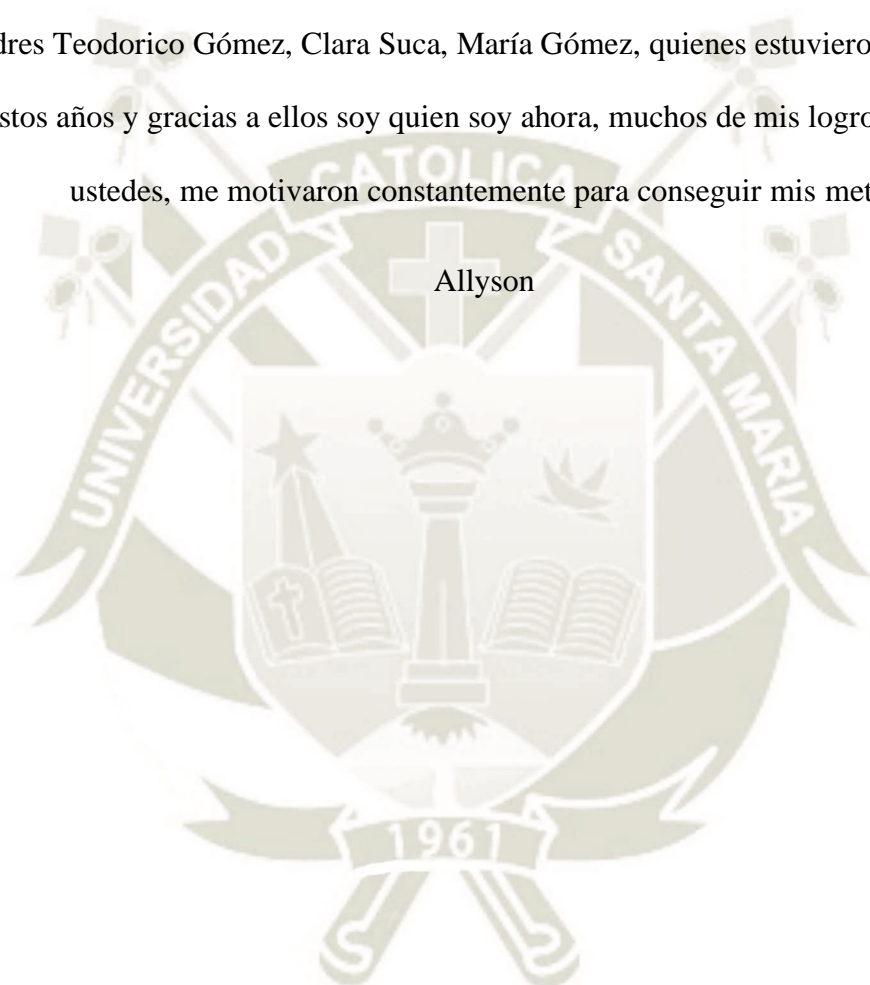 dres Teodorico Gómez, Clara Suca, María Gómez, quienes estuviero
stos años y gracias a ellos soy quien soy ahora, muchos de mis logro
ustedes, me motivaron constantemente para conseguir mis met
Allyson
UNIVERSIDAD CATOLICA SANTA MARIA
1961